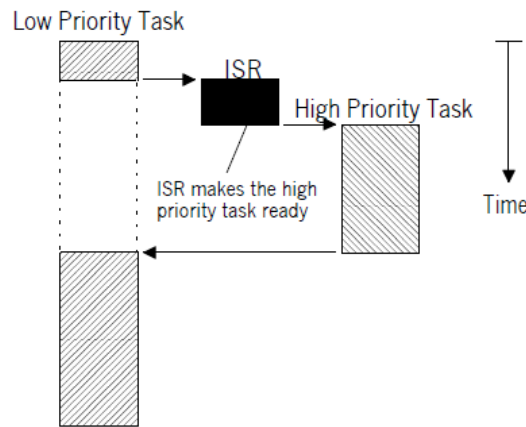 Low Priority Task
ISR
High Priority Task
ISR makes the high
priority task ready
Time